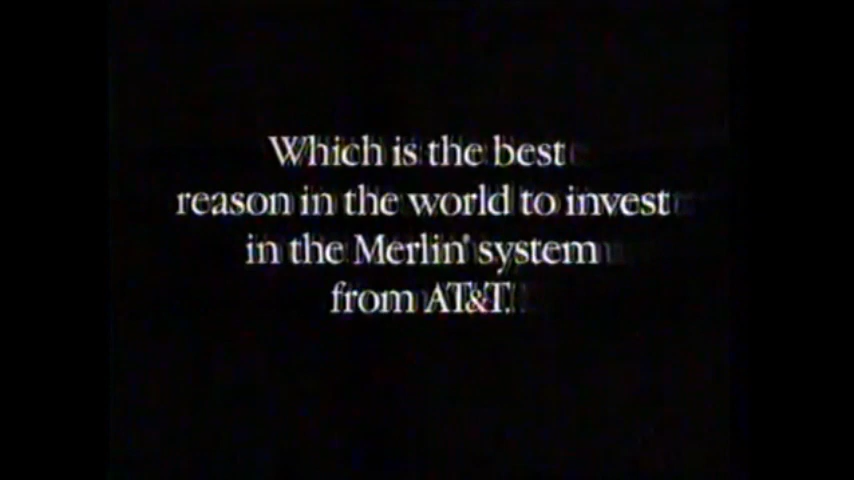 Which is the best
reason in the world to invest
in the Merlin® system
from AT&T.